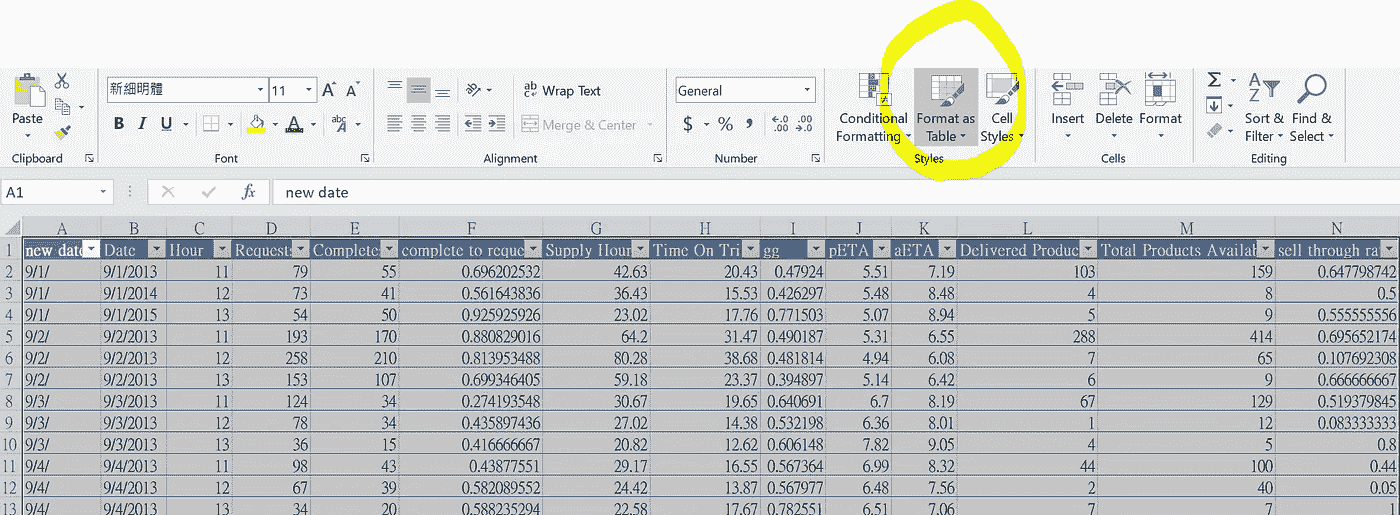 新細明體 11 A A ab Wrap Text General Conditional Format as Cell Insert Delete Format Σ A Z Sort & Find &
Paste B I U A abc A Merge & Center $ % , .00 .0 Formatting Table Styles Filter Select
Clipboard Font Alignment Number Styles Cells Editing
A1 fx new date
A B C D E F G H I J K L M N
1 new date Date Hour Requests Complete complete to reque Supply Hour Time On Tri gg pETA aETA Delivered Produc Total Products Availab sell through ra
2 9/1/ 9/1/2013 11 79 55 0.696202532 42.63 20.43 0.47924 5.51 7.19 103 159 0.647798742
3 9/1/ 9/1/2014 12 73 41 0.561643836 36.43 15.53 0.426297 5.48 8.48 4 8 0.5
4 9/1/ 9/1/2015 13 54 50 0.925925926 23.02 17.76 0.771503 5.07 8.94 5 9 0.555555556
5 9/2/ 9/2/2013 11 193 170 0.880829016 64.2 31.47 0.490187 5.31 6.55 288 414 0.695652174
6 9/2/ 9/2/2013 12 258 210 0.813953488 80.28 38.68 0.481814 4.94 6.08 7 65 0.107692308
7 9/2/ 9/2/2013 13 153 107 0.699346405 59.18 23.37 0.394897 5.14 6.42 6 9 0.666666667
8 9/3/ 9/3/2013 11 124 34 0.274193548 30.67 19.65 0.640691 6.7 8.19 67 129 0.519379845
9 9/3/ 9/3/2013 12 78 34 0.435897436 27.02 14.38 0.532198 6.36 8.01 1 12 0.083333333
10 9/3/ 9/3/2013 13 36 15 0.416666667 20.82 12.62 0.606148 7.82 9.05 4 5 0.8
11 9/4/ 9/4/2013 11 98 43 0.43877551 29.17 16.55 0.567364 6.99 8.32 44 100 0.44
12 9/4/ 9/4/2013 12 67 39 0.582089552 24.42 13.87 0.567977 6.48 7.56 2 40 0.05
13 9/4/ 9/4/2013 13 34 20 0.588235294 22.58 17.67 0.782551 6.51 7.06 7 7 1